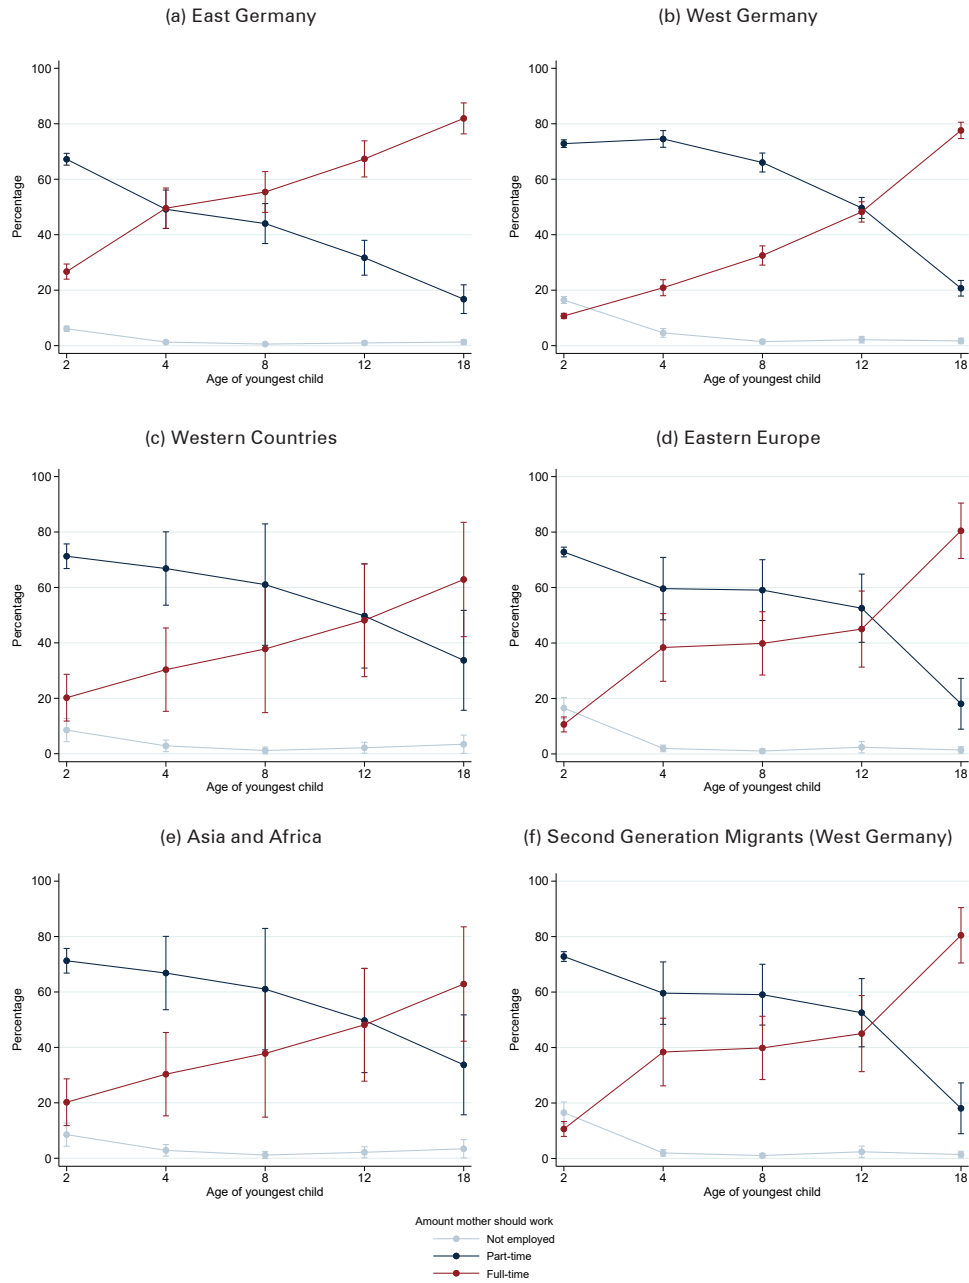 (a) East Germany
(b) West Germany
100
80
60
40
20
0
Percentage
2 4 8 12 18
Age of youngest child
100
80
60
40
20
0
Percentage
2 4 8 12 18
Age of youngest child
(c) Western Countries
(d) Eastern Europe
100
80
60
40
20
0
Percentage
2 4 8 12 18
Age of youngest child
100
80
60
40
20
0
Percentage
2 4 8 12 18
Age of youngest child
(e) Asia and Africa
(f) Second Generation Migrants (West Germany)
100
80
60
40
20
0
Percentage
2 4 8 12 18
Age of youngest child
100
80
60
40
20
0
Percentage
2 4 8 12 18
Age of youngest child
Amount mother should work
Not employed
Part-time
Full-time